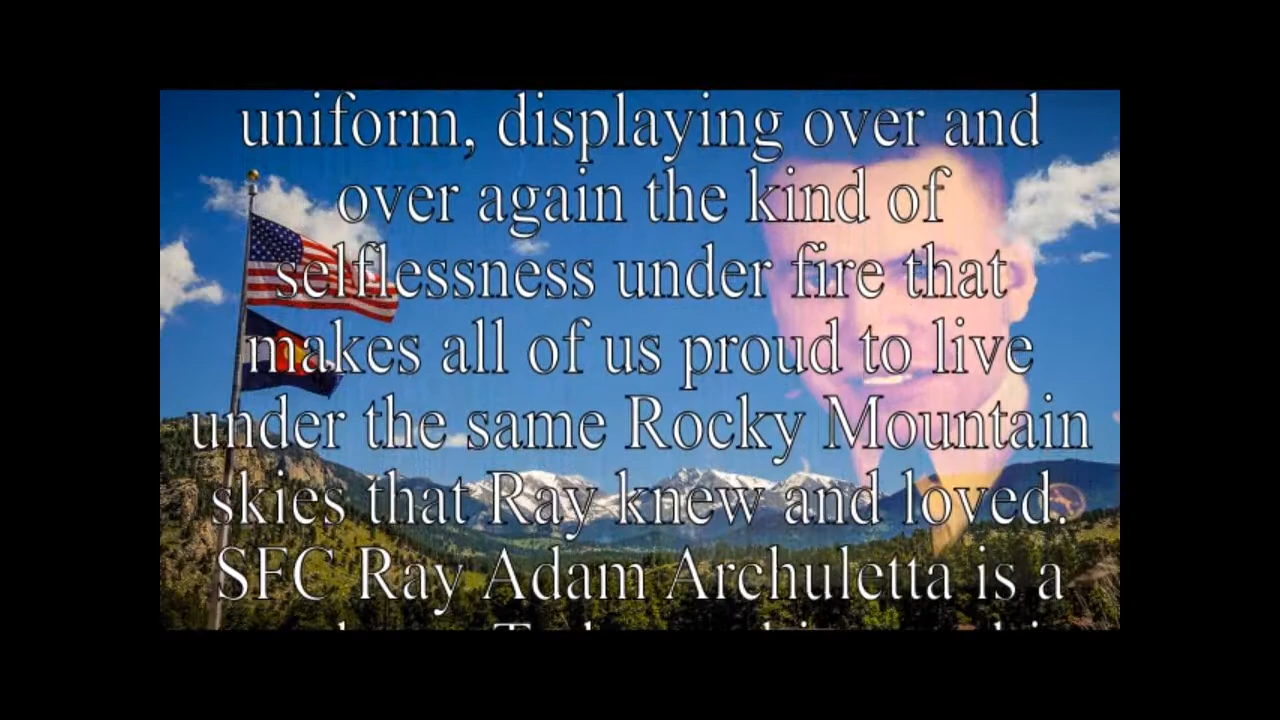 uniform, displaying over and
over again the kind of
selflessness under fire that
makes all of us proud to live
under the same Rocky Mountain
skies that Ray knew and loved.
SFC Ray Adam Archuleta is a